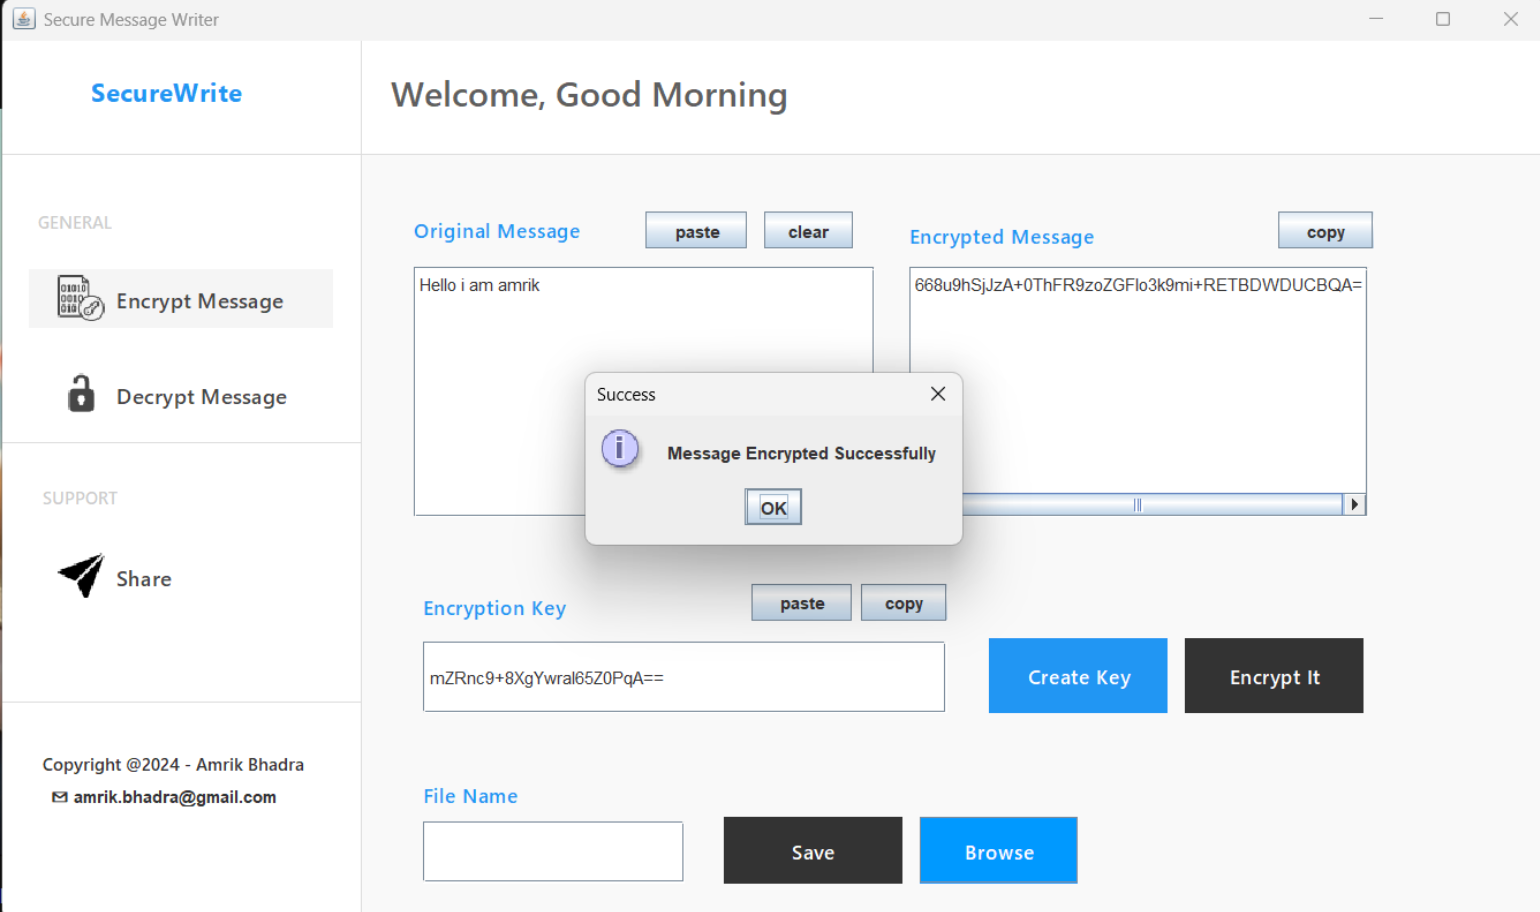 Secure Message Writer
SecureWrite
Welcome, Good Morning
GENERAL
Encrypt Message
Decrypt Message
SUPPORT
Share
Copyright @2024 - Amrik Bhadra
amrik.bhadra@gmail.com
Original Message
paste
clear
Encrypted Message
copy
Hello i am amrik
668u9hSjJzA+0ThFR9zoZGFlo3k9mi+RETBDWDUCBQA=
Success
Message Encrypted Successfully
OK
Encryption Key
paste
copy
mZRnc9+8XgYwral65Z0PqA==
Create Key
Encrypt It
File Name
Save
Browse